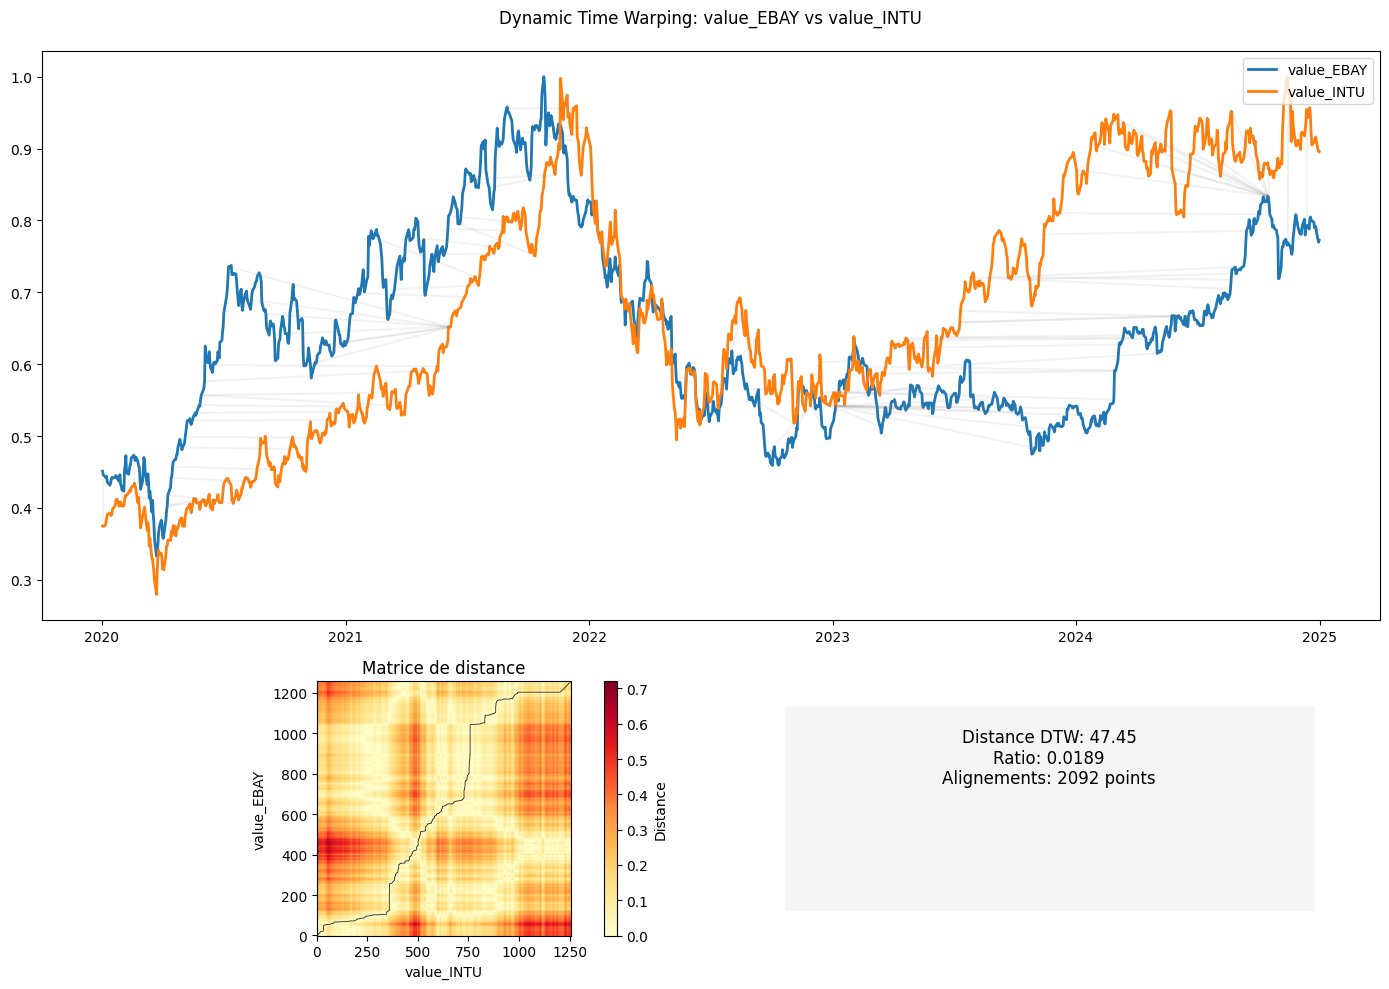 Dynamic Time Warping: value_EBAY vs value_INTU
value_EBAY
value_INTU
1.0
0.9
0.8
0.7
0.6
0.5
0.4
0.3
2020 2021 2022 2023 2024 2025
Matrice de distance
value_EBAY
1200
1000
800
600
400
200
0
0 250 500 750 1000 1250
value_INTU
0.7
0.6
0.5
0.4
0.3
0.2
0.1
0.0
Distance
Distance DTW: 47.45
Ratio: 0.0189
Alignements: 2092 points